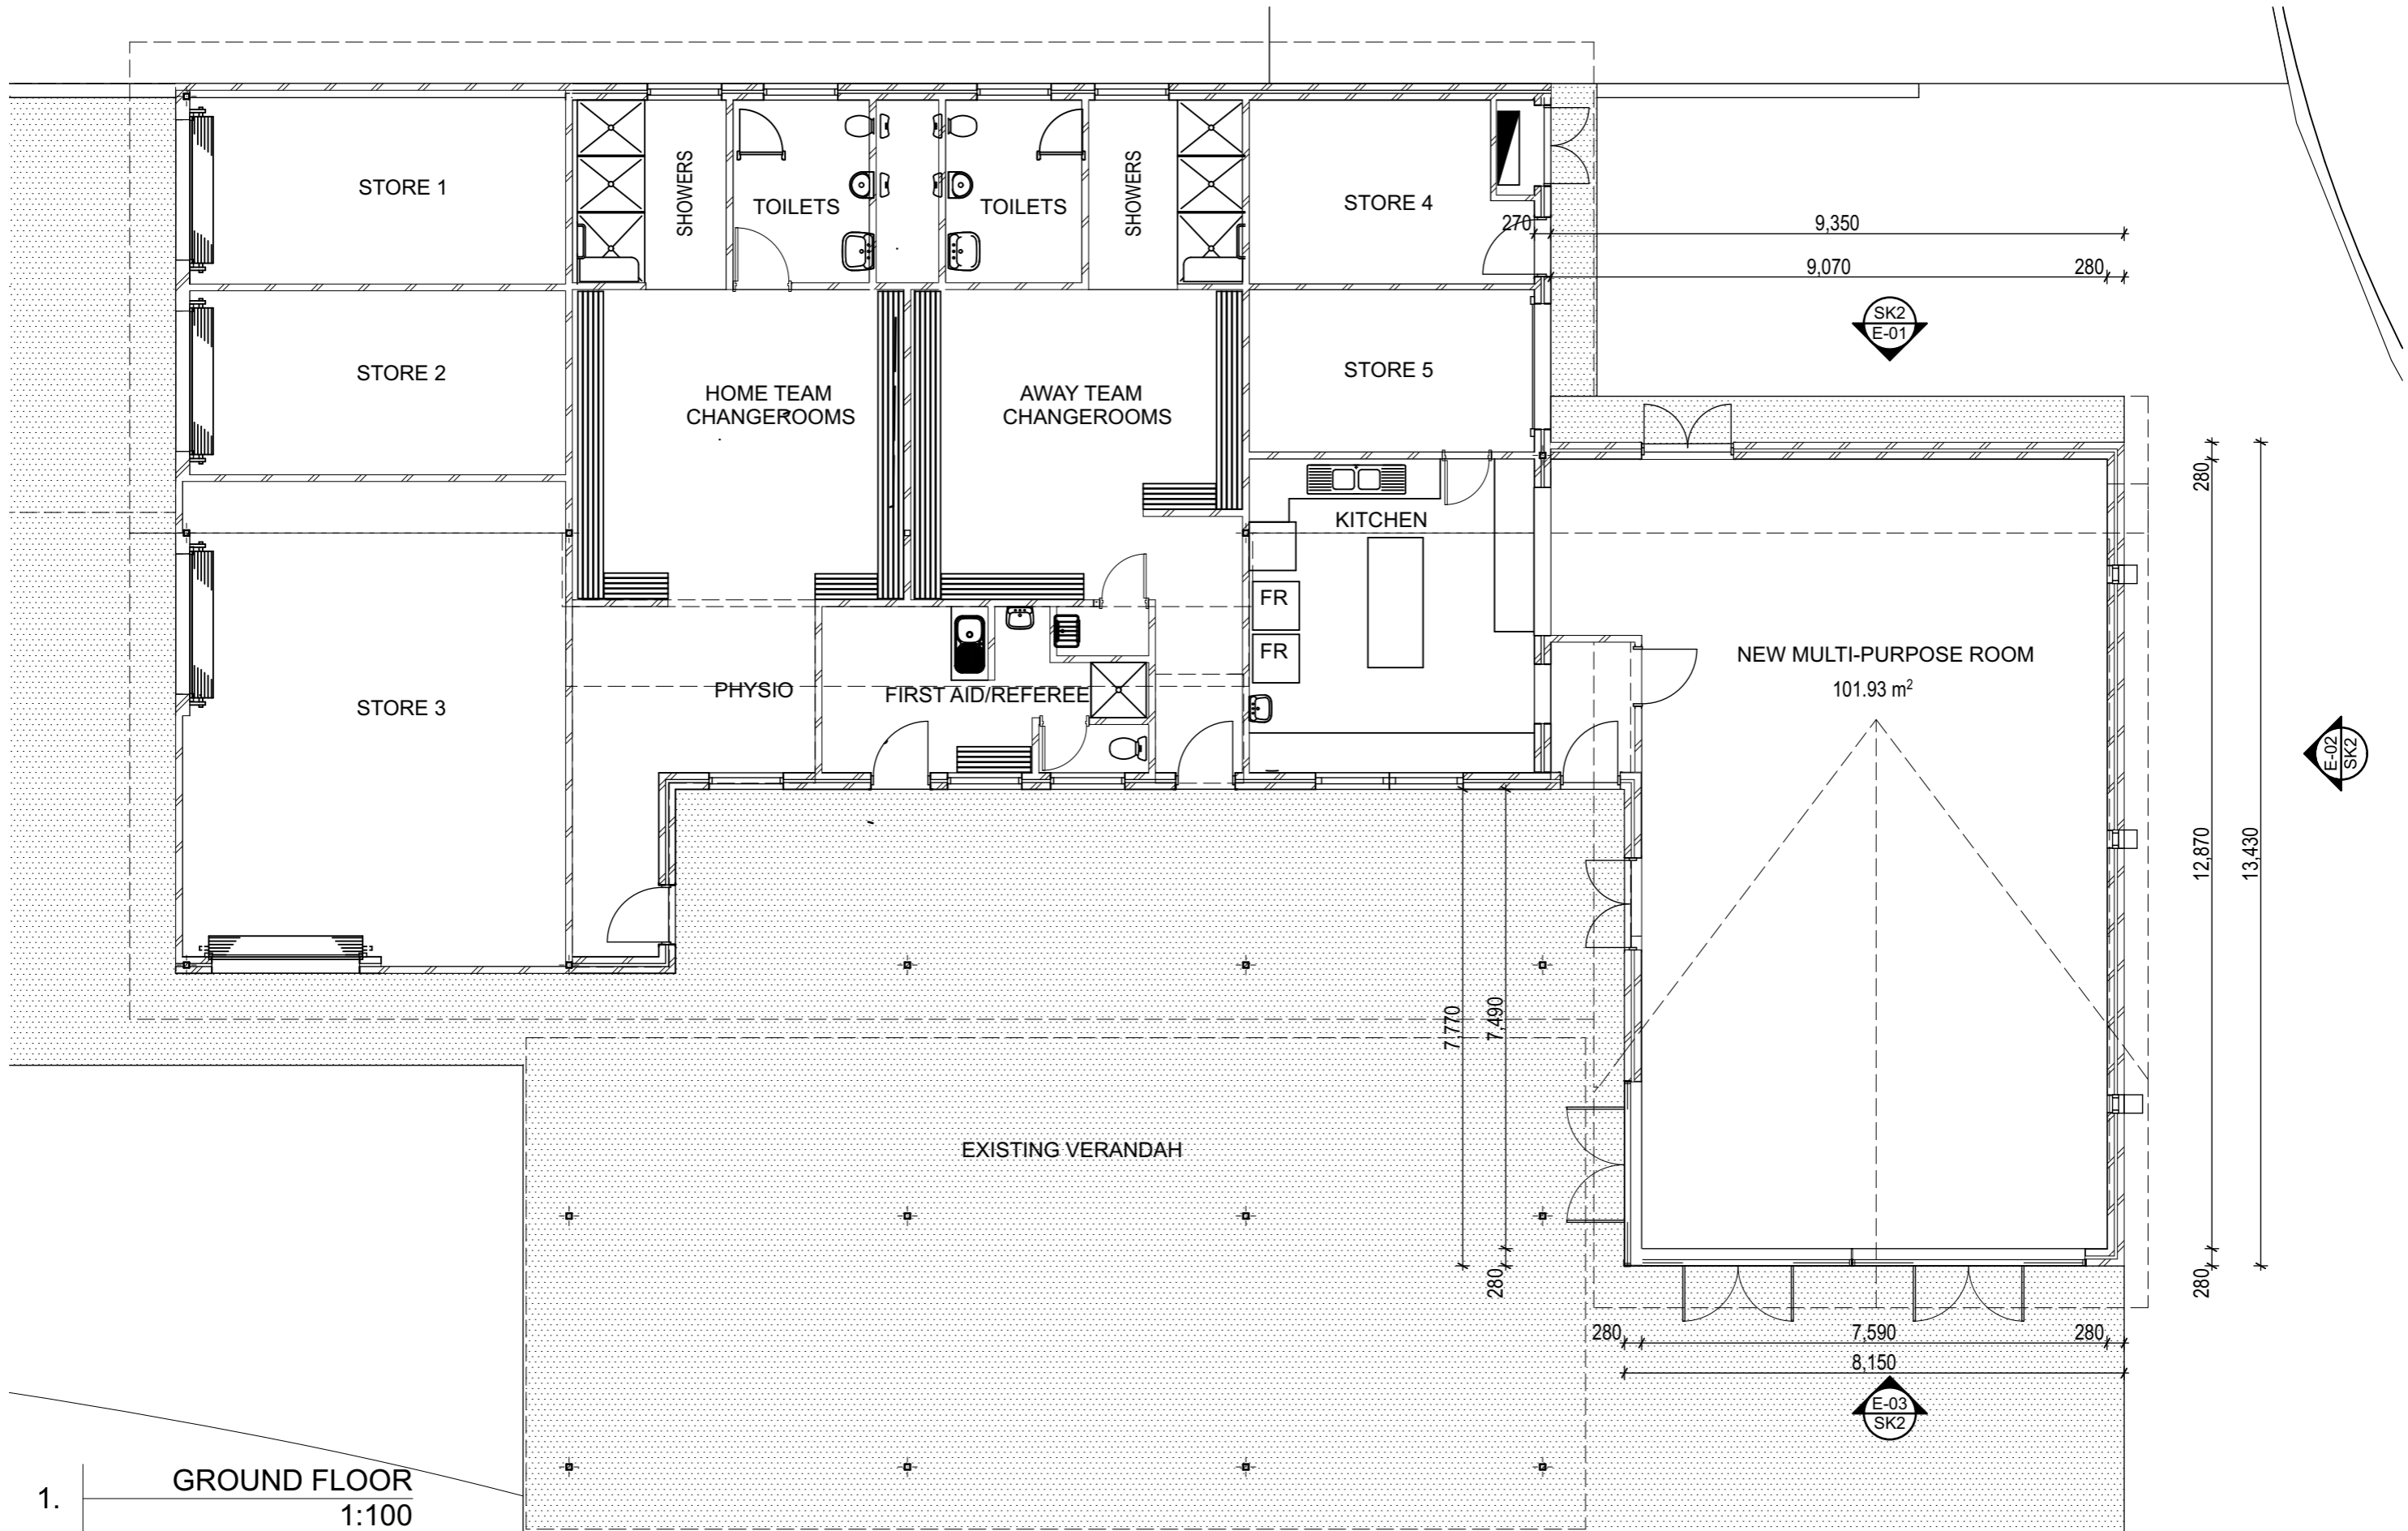 STORE 1
SHOWERS
TOILETS
TOILETS
SHOWERS
STORE 4
270
9,350
9,070
280
SK2
E-01
STORE 2
HOME TEAM
CHANGEROOMS
AWAY TEAM
CHANGEROOMS
STORE 5
280
KITCHEN
FR
FR
NEW MULTI-PURPOSE ROOM
101.93 m²
STORE 3
PHYSIO
FIRST AID/REFEREE
E-02
SK2
12,870
13,430
7,770
7,490
EXISTING VERANDAH
280
280
280
7,590
280
8,150
E-03
SK2
1.
GROUND FLOOR
1:100